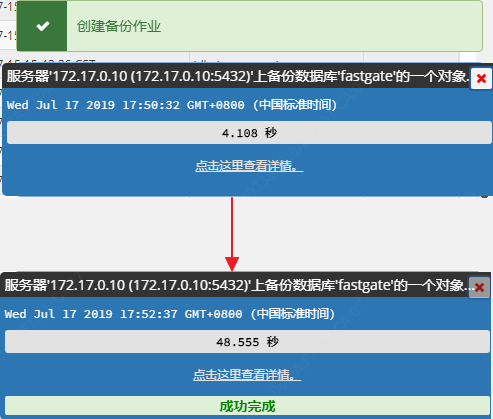 创建备份作业
服务器'172.17.0.10 (172.17.0.10:5432)'上备份数据库'fastgate'的一个对象...
Wed Jul 17 2019 17:50:32 GMT+0800 (中国标准时间)
4.108 秒
点击这里查看详情。
服务器'172.17.0.10 (172.17.0.10:5432)'上备份数据库'fastgate'的一个对象...
Wed Jul 17 2019 17:52:37 GMT+0800 (中国标准时间)
48.555 秒
点击这里查看详情。
成功完成